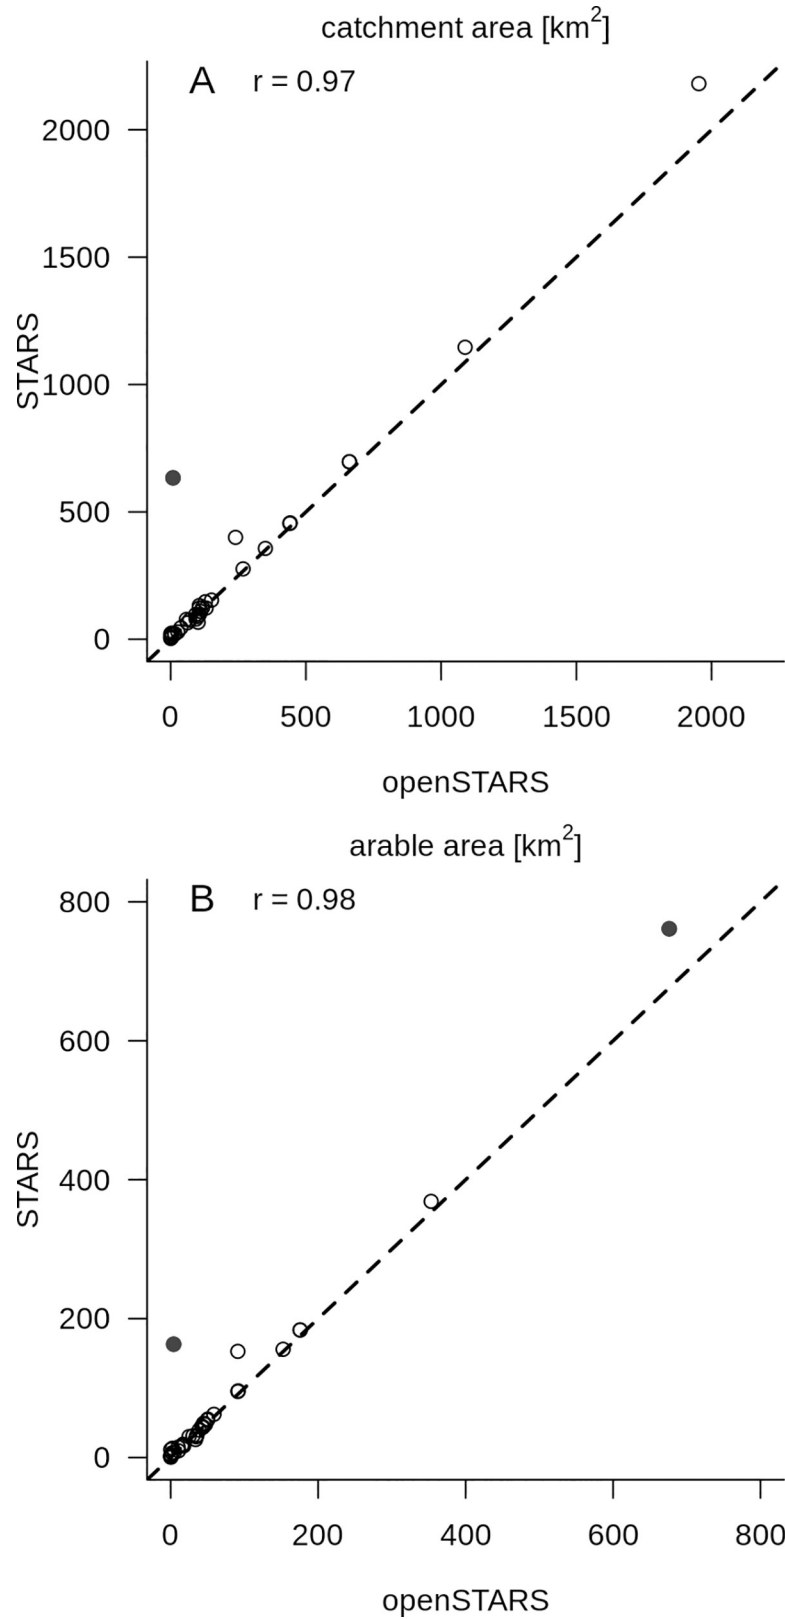 catchment area [km²]
A r = 0.97
2000
1500
1000
500
0
STARS
0 500 1000 1500 2000
openSTARS
arable area [km²]
B r = 0.98
800
600
400
200
0
STARS
0 200 400 600 800
openSTARS